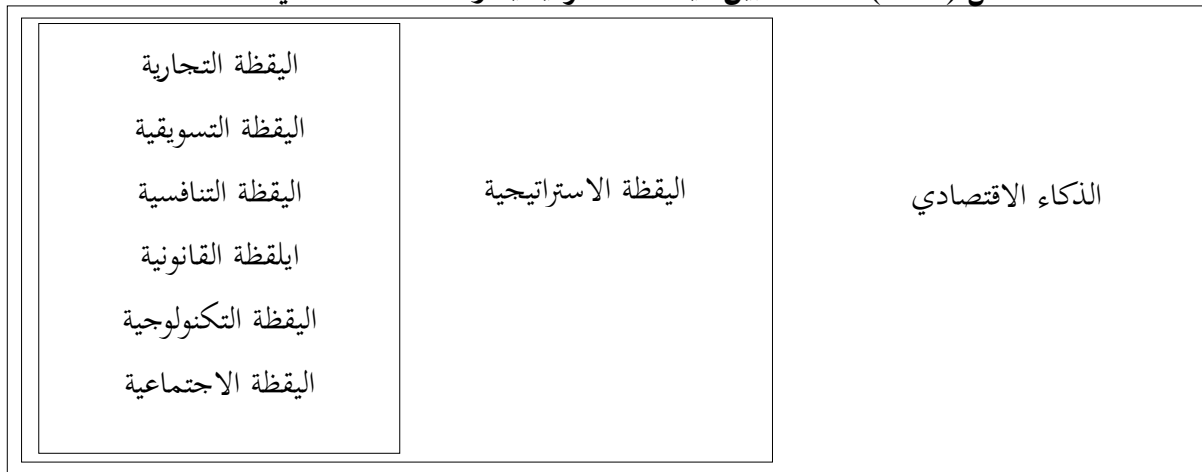 الذكاء الاقتصادي
اليقظة الاستراتيجية
اليقظة التجارية
اليقظة التسويقية
اليقظة التنافسية
ايلقظة القانونية
اليقظة التكنولوجية
اليقظة الاجتماعية